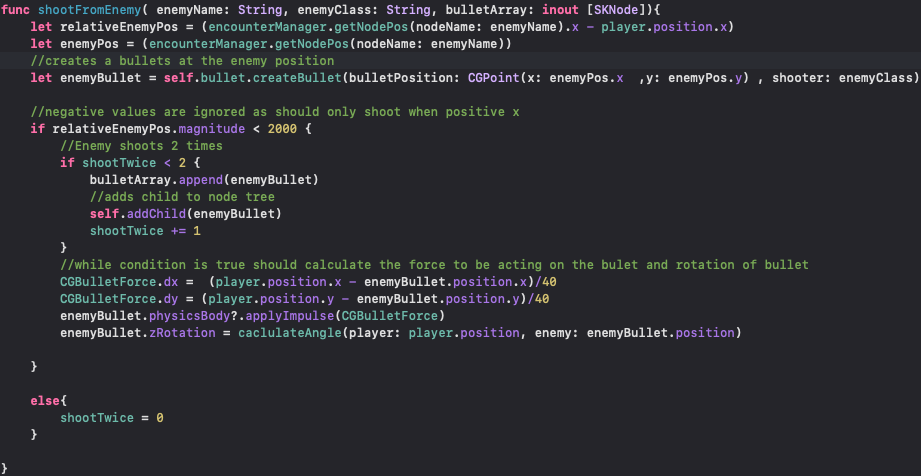 func shootFromEnemy( enemyName: String, enemyClass: String, bulletArray: inout [SKNode]){
    let relativeEnemyPos = (encounterManager.getNodePos(nodeName: enemyName).x - player.position.x)
    let enemyPos = (encounterManager.getNodePos(nodeName: enemyName))
    //creates a bullets at the enemy position
    let enemyBullet = self.bullet.createBullet(bulletPosition: CGPoint(x: enemyPos.x  ,y: enemyPos.y) , shooter: enemyClass)
    //negative values are ignored as should only shoot when positive x
    if relativeEnemyPos.magnitude < 2000 {
        //Enemy shoots 2 times
        if shootTwice < 2 {
            bulletArray.append(enemyBullet)
            //adds child to node tree
            self.addChild(enemyBullet)
            shootTwice += 1
        }
        //while condition is true should calculate the force to be acting on the bulet and rotation of bullet
        CGBulletForce.dx =  (player.position.x - enemyBullet.position.x)/40
        CGBulletForce.dy = (player.position.y - enemyBullet.position.y)/40
        enemyBullet.physicsBody?.applyImpulse(CGBulletForce)
        enemyBullet.zRotation = caclulateAngle(player: player.position, enemy: enemyBullet.position)
    }
    else{
        shootTwice = 0
    }
}